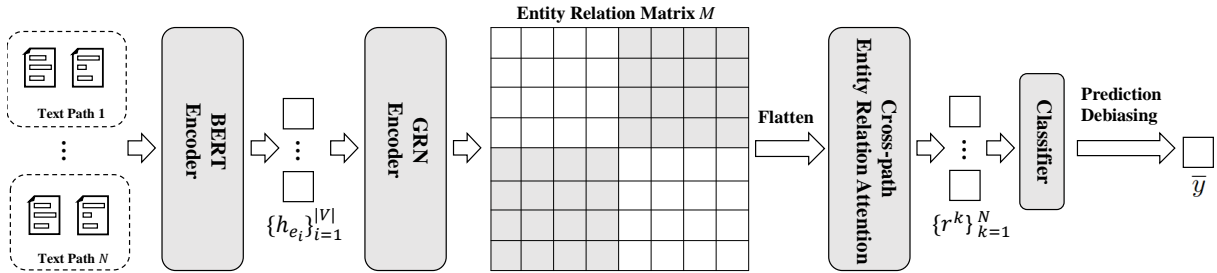 Text Path 1
⋮
Text Path N
BERT
Encoder
⋯
{h_{e_i}}_{i=1}^{|V|}
GRN
Encoder
Entity Relation Matrix M
Flatten
Cross-path
Entity Relation Attention
⋯
{r^k}_{k=1}^{N}
Classifier
Prediction
Debiasing
y̅